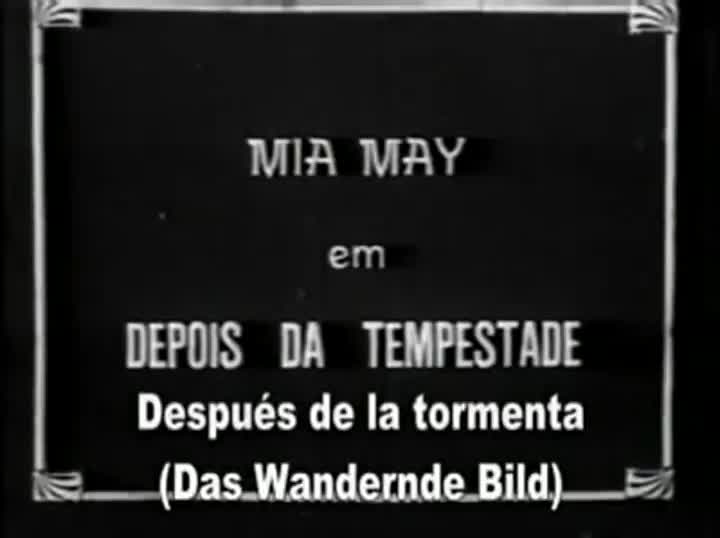 MIA MAY
em
DEPOIS DA TEMPESTADE
Después de la tormenta
(Das Wandernde Bild)